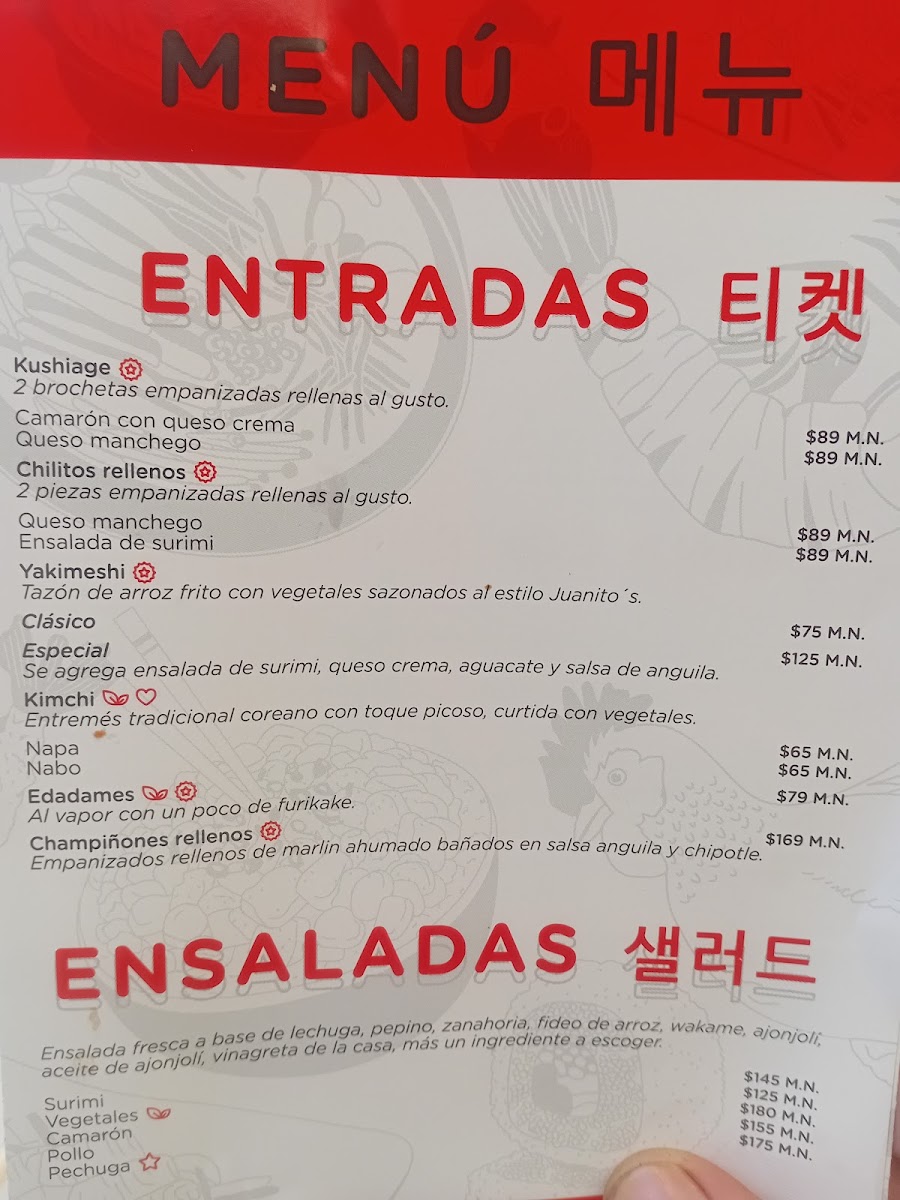 MENÚ 메뉴
ENTRADAS 티켓
Kushiage
2 brochetas empanizadas rellenas al gusto.
Camarón con queso crema $89 M.N.
Queso manchego $89 M.N.
Chilitos rellenos
2 piezas empanizadas rellenas al gusto.
Queso manchego $89 M.N.
Ensalada de surimi $89 M.N.
Yakimeshi
Tazón de arroz frito con vegetales sazonados al estilo Juanito´s.
Clásico $75 M.N.
Especial $125 M.N.
Se agrega ensalada de surimi, queso crema, aguacate y salsa de anguila.
Kimchi
Entremés tradicional coreano con toque picoso, curtida con vegetales.
Napa $65 M.N.
Nabo $65 M.N.
Edadames $79 M.N.
Al vapor con un poco de furikake.
Champiñones rellenos $169 M.N.
Empanizados rellenos de marlin ahumado bañados en salsa anguila y chipotle.
ENSALADAS 샐러드
Ensalada fresca a base de lechuga, pepino, zanahoria, fideo de arroz, wakame, ajonjolí,
aceite de ajonjolí, vinagreta de la casa, más un ingrediente a escoger.
Surimi $145 M.N.
Vegetales $125 M.N.
Camarón $180 M.N.
Pollo $155 M.N.
Pechuga $175 M.N.